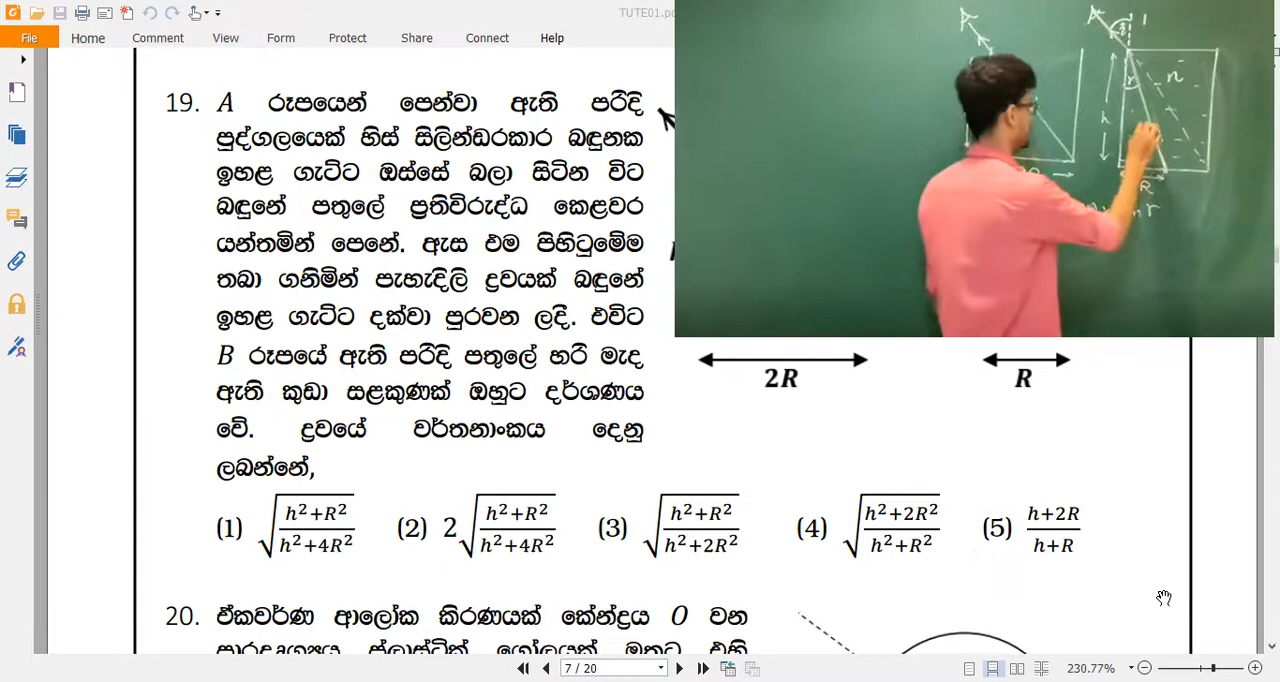 TUTE01.p
File Home Comment View Form Protect Share Connect Help
19. A රූපයෙන් පෙන්වා ඇති පරිදි
පුද්ගලයෙක් හිස් සිලින්ඩරකාර බඳුනක
ඉහළ ගැට්ට ඔස්සේ බලා සිටින විට
බඳුනේ පතුලේ ප්‍රතිවිරුද්ධ කෙළවර
යන්තමින් පෙනේ. ඇස එම පිහිටුමේම
තබා ගනිමින් පැහැදිලි ද්‍රවයක් බඳුනේ
ඉහළ ගැට්ට දක්වා පුරවන ලදී. එවිට
B රූපයේ ඇති පරිදි පතුලේ හරි මැද
ඇති කුඩා සළකුණක් ඔහුට දර්ශණය
වේ. ද්‍රවයේ වර්තනාංකය දෙනු
ලබන්නේ,
1
i
r
n
h
R
2R
R
(1) √((h²+R²)/(h²+4R²)) (2) 2√((h²+R²)/(h²+4R²)) (3) √((h²+R²)/(h²+2R²)) (4) √((h²+2R²)/(h²+R²)) (5) (h+2R)/(h+R)
20. ඒකවර්ණ ආලෝක කිරණයක් කේන්ද්‍රය O වන
7 / 20
230.77%